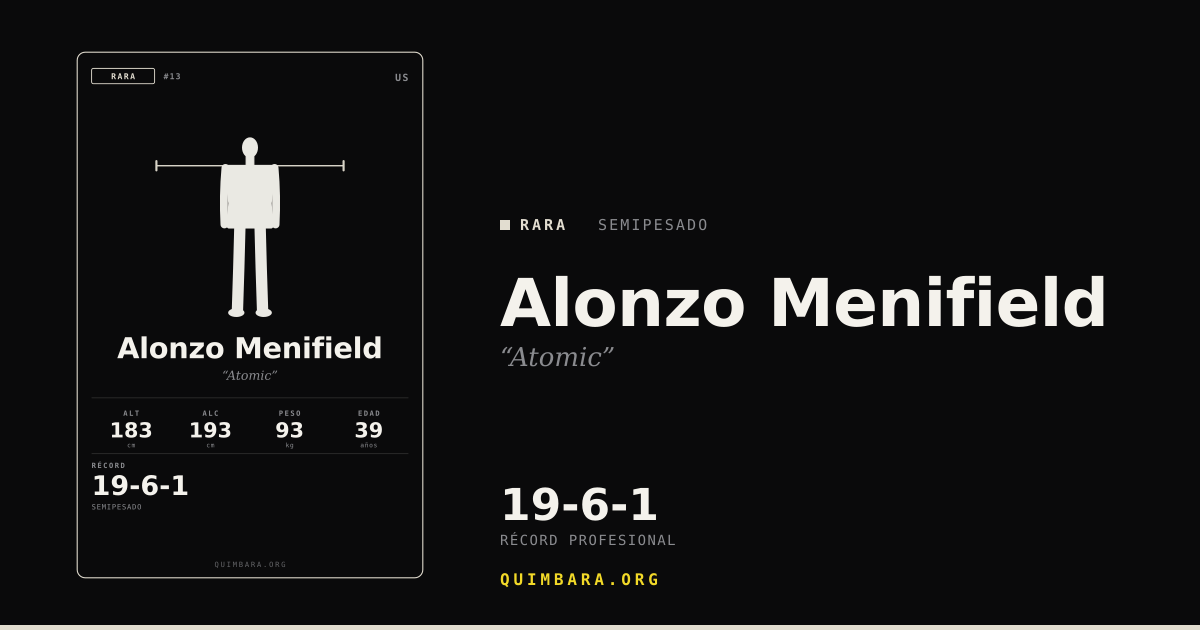 RARA #13 US
Alonzo Menifield
“Atomic”
ALT ALC PESO EDAD
183 193 93 39
cm cm kg años
RÉCORD
19-6-1
SEMIPESADO
QUIMBARA.ORG
RARA SEMIPESADO
Alonzo Menifield
“Atomic”
19-6-1
RÉCORD PROFESIONAL
QUIMBARA.ORG